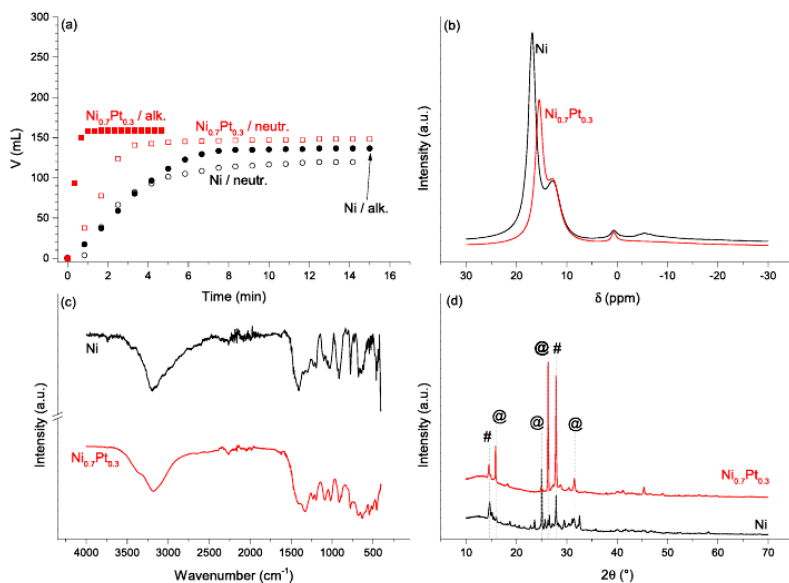 (a)
300
250
200
150
100
50
0
V (mL)
Ni0.7Pt0.3 / alk.
Ni0.7Pt0.3 / neutr.
Ni / neutr.
Ni / alk.
0 2 4 6 8 10 12 14 16
Time (min)
(b)
Ni
Ni0.7Pt0.3
Intensity (a.u.)
30 20 10 0 -10 -20 -30
δ (ppm)
(c)
Ni
Ni0.7Pt0.3
Intensity (a.u.)
4000 3500 3000 2500 2000 1500 1000 500
Wavenumber (cm-1)
(d)
@ #
# @ @ @
Ni0.7Pt0.3
Ni
Intensity (a.u.)
10 20 30 40 50 60 70
2θ (°)